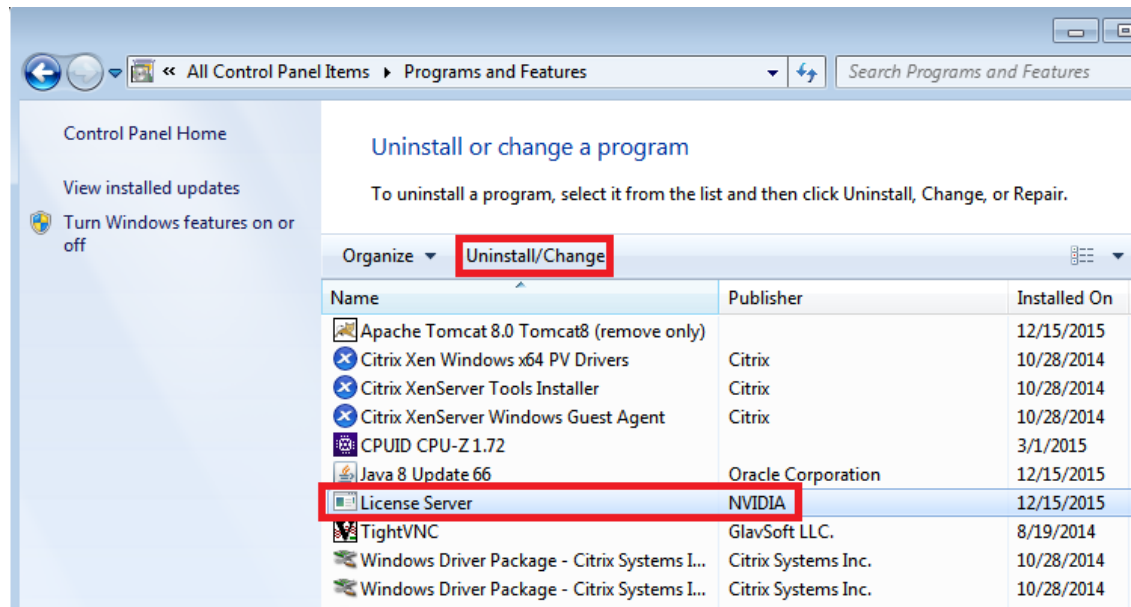 « All Control Panel Items ▸ Programs and Features Search Programs and Features
Control Panel Home
View installed updates
Turn Windows features on or
off
Uninstall or change a program
To uninstall a program, select it from the list and then click Uninstall, Change, or Repair.
Organize Uninstall/Change
Name Publisher Installed On
Apache Tomcat 8.0 Tomcat8 (remove only) 12/15/2015
Citrix Xen Windows x64 PV Drivers Citrix 10/28/2014
Citrix XenServer Tools Installer Citrix 10/28/2014
Citrix XenServer Windows Guest Agent Citrix 10/28/2014
CPUID CPU-Z 1.72 3/1/2015
Java 8 Update 66 Oracle Corporation 12/15/2015
License Server NVIDIA 12/15/2015
TightVNC GlavSoft LLC. 8/19/2014
Windows Driver Package - Citrix Systems I... Citrix Systems Inc. 10/28/2014
Windows Driver Package - Citrix Systems I... Citrix Systems Inc. 10/28/2014